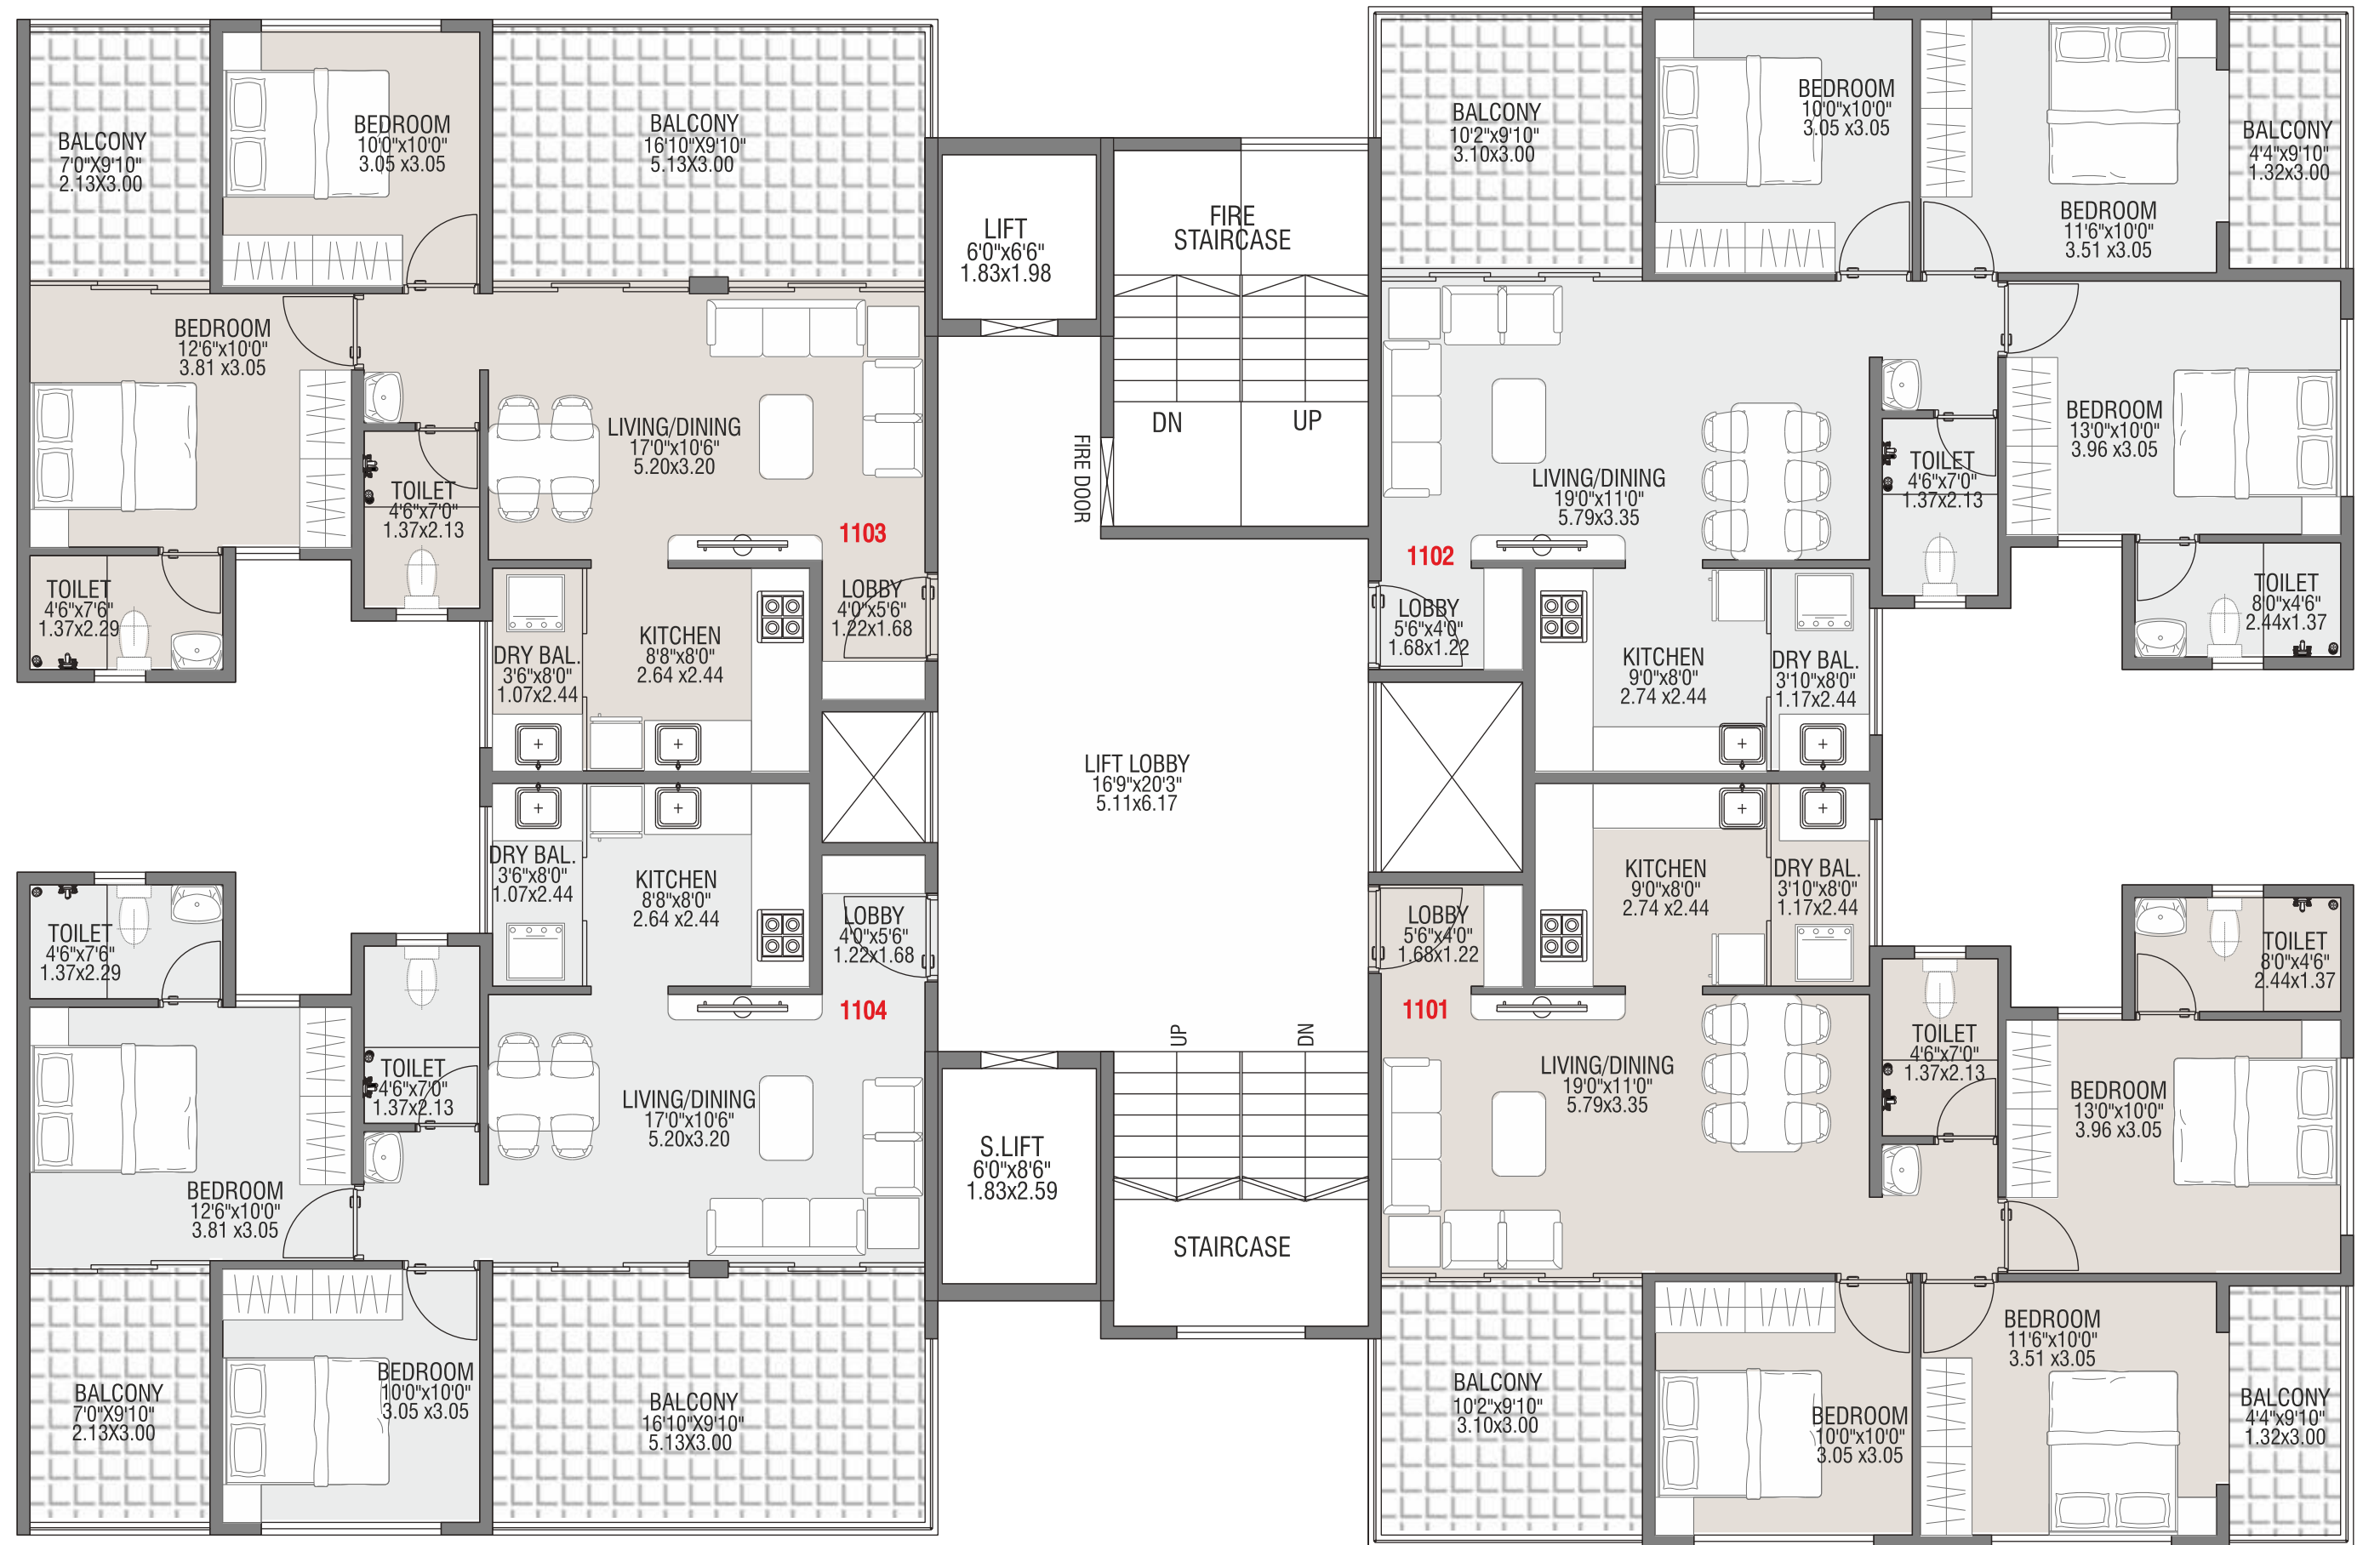 BALCONY
7'0"X9'10"
2.13X3.00
BEDROOM
10'0"x10'0"
3.05 x3.05
BALCONY
16'10"X9'10"
5.13X3.00
LIFT
6'0"x6'6"
1.83x1.98
FIRE
STAIRCASE
DN
UP
FIRE DOOR
BALCONY
10'2"x9'10"
3.10x3.00
BEDROOM
10'0"x10'0"
3.05 x3.05
BEDROOM
11'6"x10'0"
3.51 x3.05
BALCONY
4'4"x9'10"
1.32x3.00
BEDROOM
12'6"x10'0"
3.81 x3.05
TOILET
4'6"x7'0"
1.37x2.13
LIVING/DINING
17'0"x10'6"
5.20x3.20
1103
TOILET
4'6"x7'6"
1.37x2.29
DRY BAL.
3'6"x8'0"
1.07x2.44
KITCHEN
8'8"x8'0"
2.64 x2.44
LOBBY
4'0"x5'6"
1.22x1.68
LIVING/DINING
19'0"x11'0"
5.79x3.35
1102
LOBBY
5'6"x4'0"
1.68x1.22
KITCHEN
9'0"x8'0"
2.74 x2.44
DRY BAL.
3'10"x8'0"
1.17x2.44
TOILET
4'6"x7'0"
1.37x2.13
BEDROOM
13'0"x10'0"
3.96 x3.05
TOILET
8'0"x4'6"
2.44x1.37
LIFT LOBBY
16'9"x20'3"
5.11x6.17
DRY BAL.
3'6"x8'0"
1.07x2.44
KITCHEN
8'8"x8'0"
2.64 x2.44
LOBBY
4'0"x5'6"
1.22x1.68
1104
TOILET
4'6"x7'6"
1.37x2.29
TOILET
4'6"x7'0"
1.37x2.13
LIVING/DINING
17'0"x10'6"
5.20x3.20
BEDROOM
12'6"x10'0"
3.81 x3.05
BALCONY
7'0"X9'10"
2.13X3.00
BEDROOM
10'0"x10'0"
3.05 x3.05
BALCONY
16'10"X9'10"
5.13X3.00
S.LIFT
6'0"x8'6"
1.83x2.59
UP
DN
STAIRCASE
LOBBY
5'6"x4'0"
1.68x1.22
1101
KITCHEN
9'0"x8'0"
2.74 x2.44
DRY BAL.
3'10"x8'0"
1.17x2.44
LIVING/DINING
19'0"x11'0"
5.79x3.35
TOILET
4'6"x7'0"
1.37x2.13
TOILET
8'0"x4'6"
2.44x1.37
BEDROOM
13'0"x10'0"
3.96 x3.05
BALCONY
10'2"x9'10"
3.10x3.00
BEDROOM
10'0"x10'0"
3.05 x3.05
BEDROOM
11'6"x10'0"
3.51 x3.05
BALCONY
4'4"x9'10"
1.32x3.00